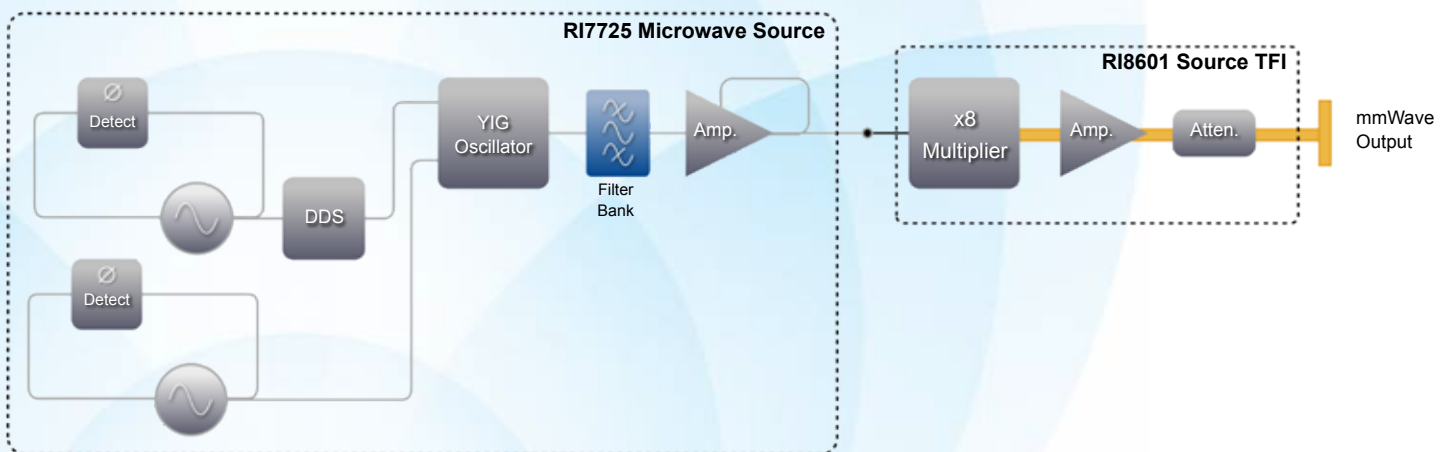 RI7725 Microwave Source
RI8601 Source TFI
Ø
Detect
DDS
YIG
Oscillator
Filter
Bank
Amp.
x8
Multiplier
Amp.
Atten.
mmWave
Output
Ø
Detect